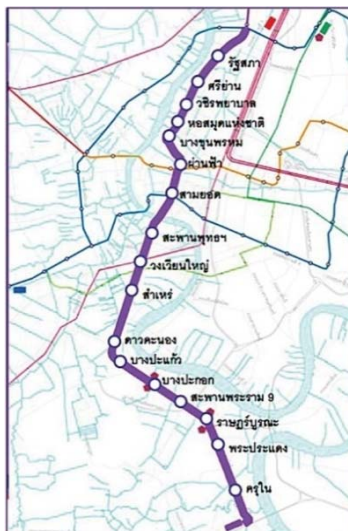 รัฐสภา
ศรีย่าน
วชิรพยาบาล
หอสมุดแห่งชาติ
บางขุนพรหม
ผ่านฟ้า
สามยอด
สะพานพุทธฯ
วงเวียนใหญ่
สำเหร่
ดาวคะนอง
บางปะแก้ว
บางปะกอก
สะพานพระราม 9
ราษฎร์บูรณะ
พระประแดง
ครุใน